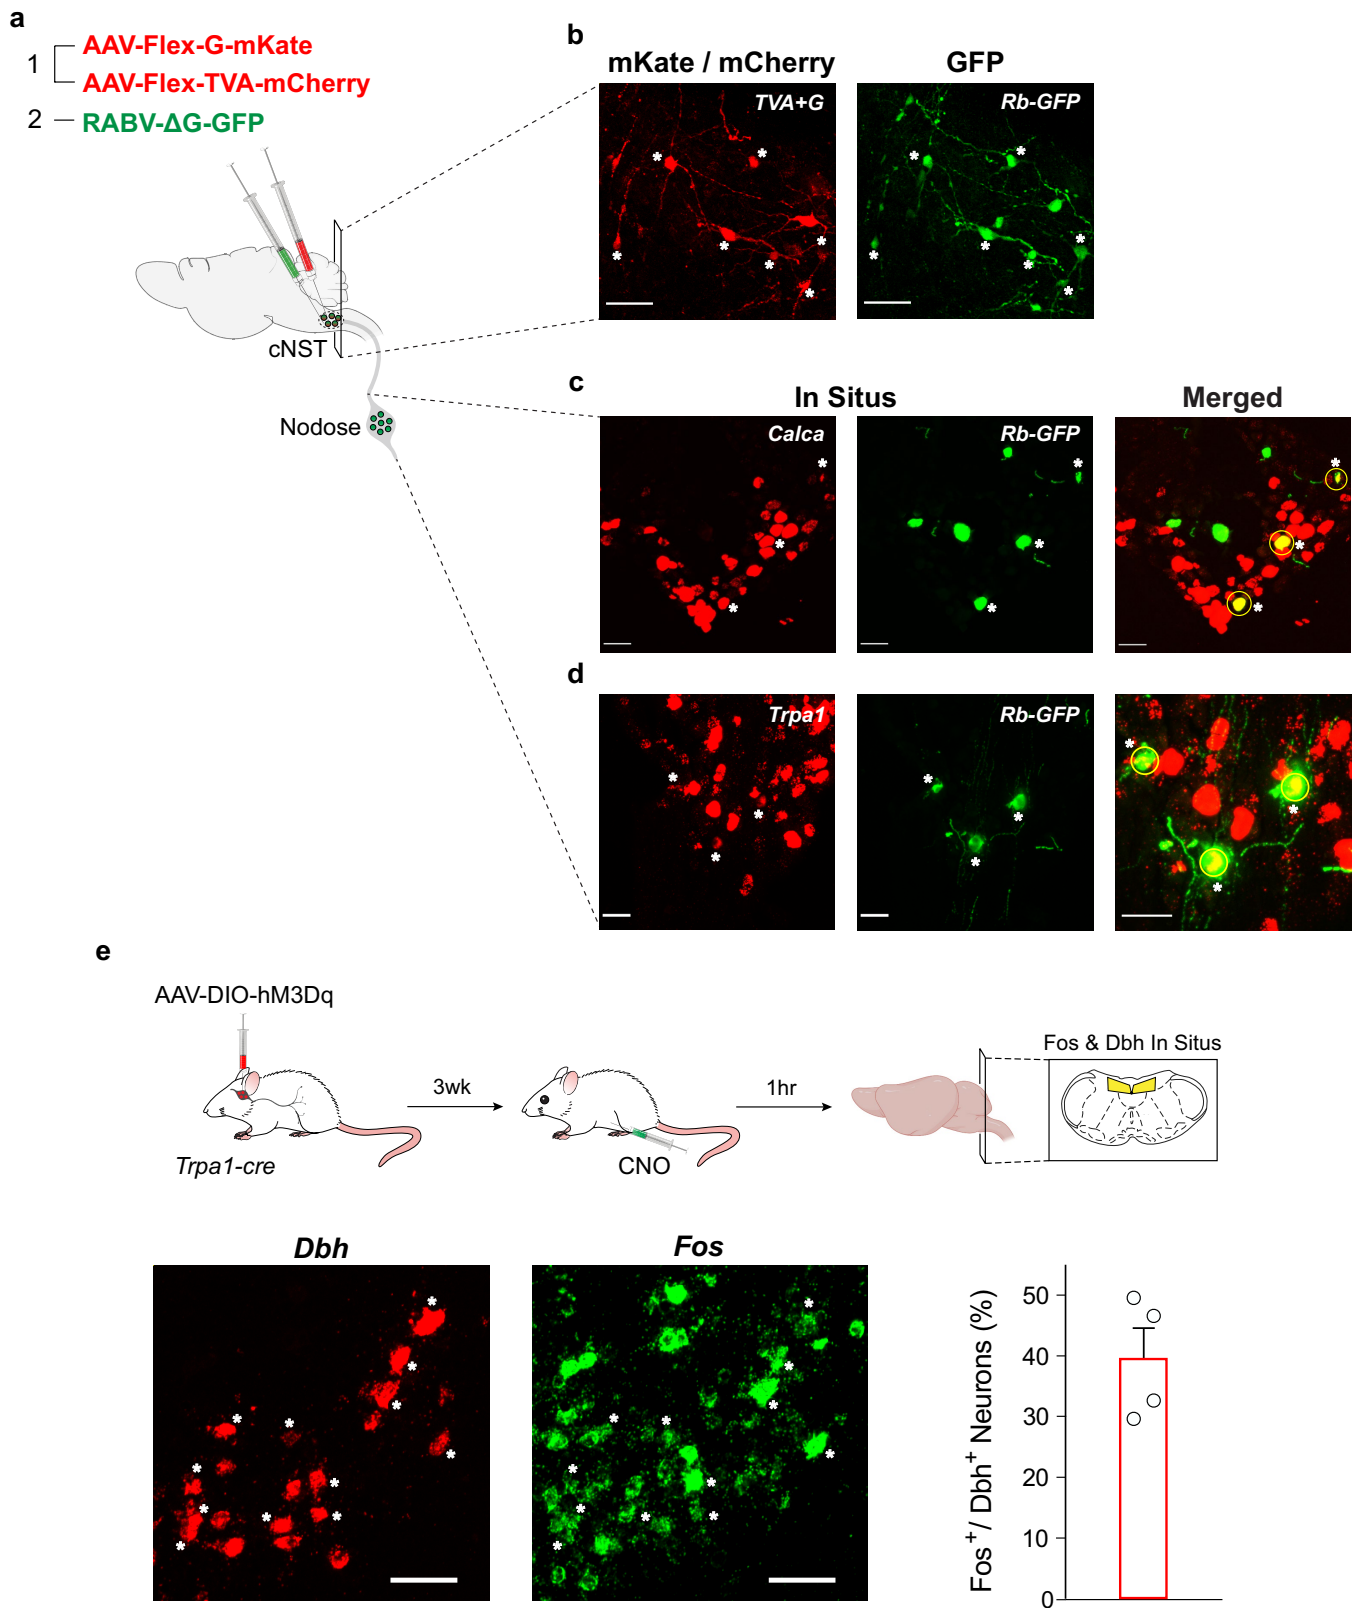 a
1
AAV-Flex-G-mKate
AAV-Flex-TVA-mCherry
2
RABV-ΔG-GFP
cNST
Nodose
b
mKate / mCherry
GFP
TVA+G
Rb-GFP
c
In Situs
Merged
Calca
Rb-GFP
d
Trpa1
Rb-GFP
e
AAV-DIO-hM3Dq
Trpa1-cre
3wk
CNO
1hr
Fos & Dbh In Situs
Dbh
Fos
Fos⁺ / Dbh⁺ Neurons (%)
50
40
30
20
10
0